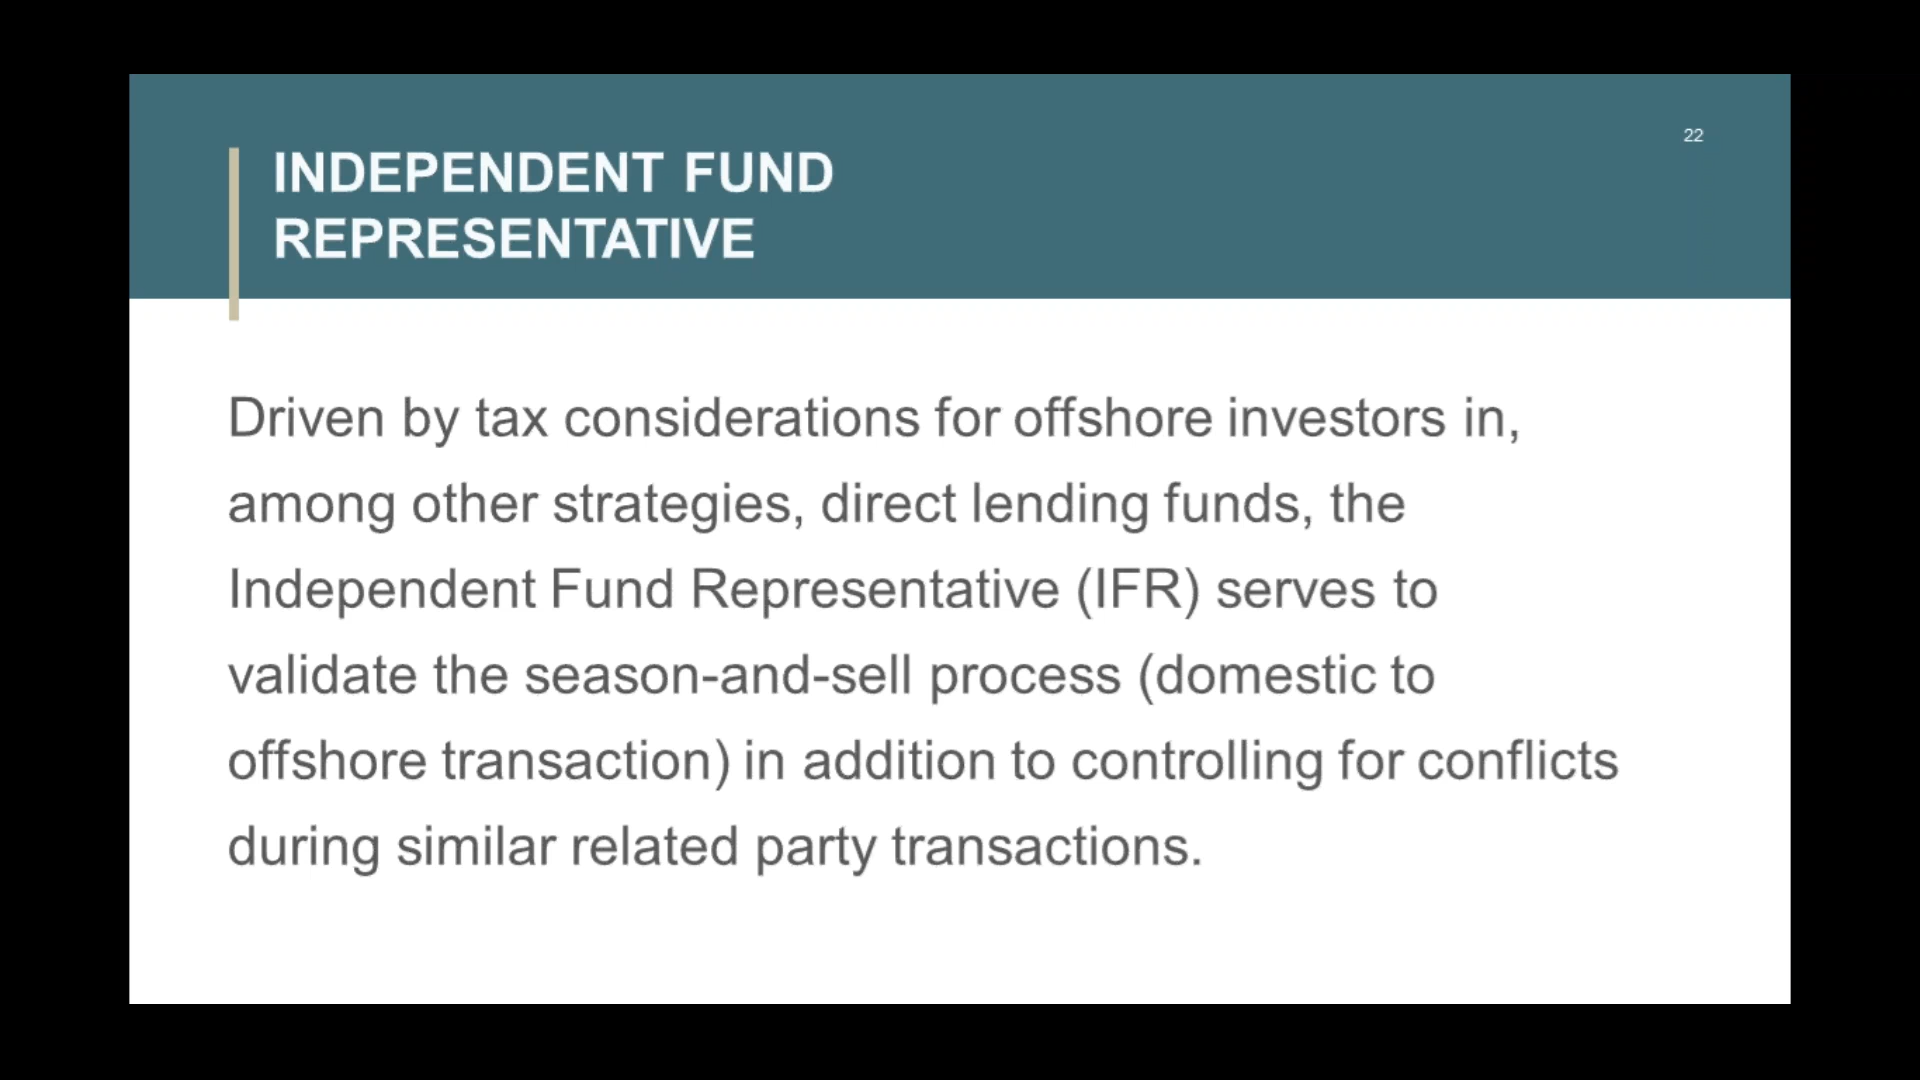 22
INDEPENDENT FUND
REPRESENTATIVE
Driven by tax considerations for offshore investors in,
among other strategies, direct lending funds, the
Independent Fund Representative (IFR) serves to
validate the season-and-sell process (domestic to
offshore transaction) in addition to controlling for conflicts
during similar related party transactions.